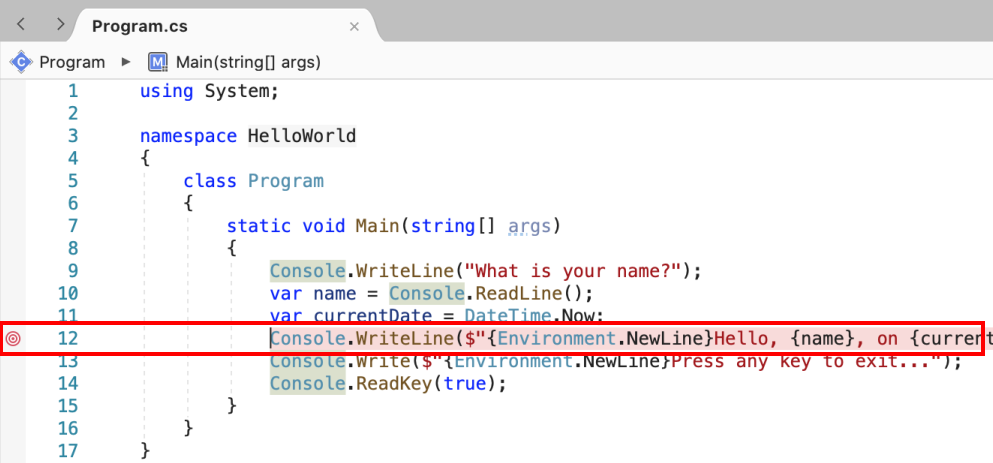 Program.cs
Program Main(string[] args)
1 using System;
2
3 namespace HelloWorld
4 {
5 class Program
6 {
7 static void Main(string[] args)
8 {
9 Console.WriteLine("What is your name?");
10 var name = Console.ReadLine();
11 var currentDate = DateTime.Now;
12 Console.WriteLine($"{Environment.NewLine}Hello, {name}, on {current
13 Console.Write($"{Environment.NewLine}Press any key to exit...");
14 Console.ReadKey(true);
15 }
16 }
17 }